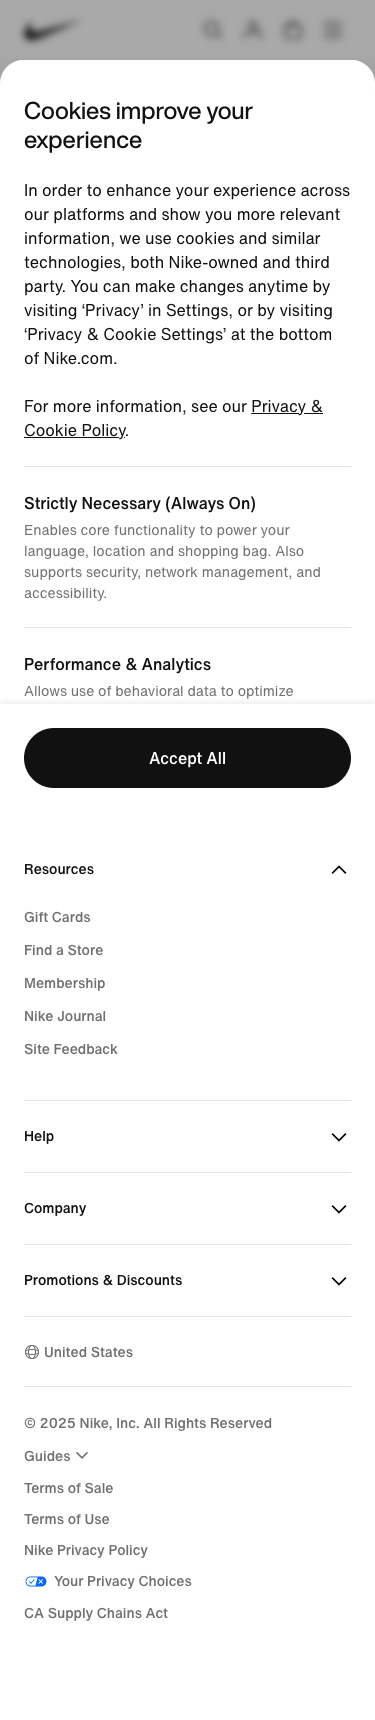 Cookies improve your
experience
In order to enhance your experience across
our platforms and show you more relevant
information, we use cookies and similar
technologies, both Nike-owned and third
party. You can make changes anytime by
visiting ‘Privacy’ in Settings, or by visiting
‘Privacy & Cookie Settings’ at the bottom
of Nike.com.
For more information, see our Privacy &
Cookie Policy.
Strictly Necessary (Always On)
Enables core functionality to power your
language, location and shopping bag. Also
supports security, network management, and
accessibility.
Performance & Analytics
Allows use of behavioral data to optimize
Accept All
Resources
Gift Cards
Find a Store
Membership
Nike Journal
Site Feedback
Help
Company
Promotions & Discounts
United States
© 2025 Nike, Inc. All Rights Reserved
Guides
Terms of Sale
Terms of Use
Nike Privacy Policy
Your Privacy Choices
CA Supply Chains Act